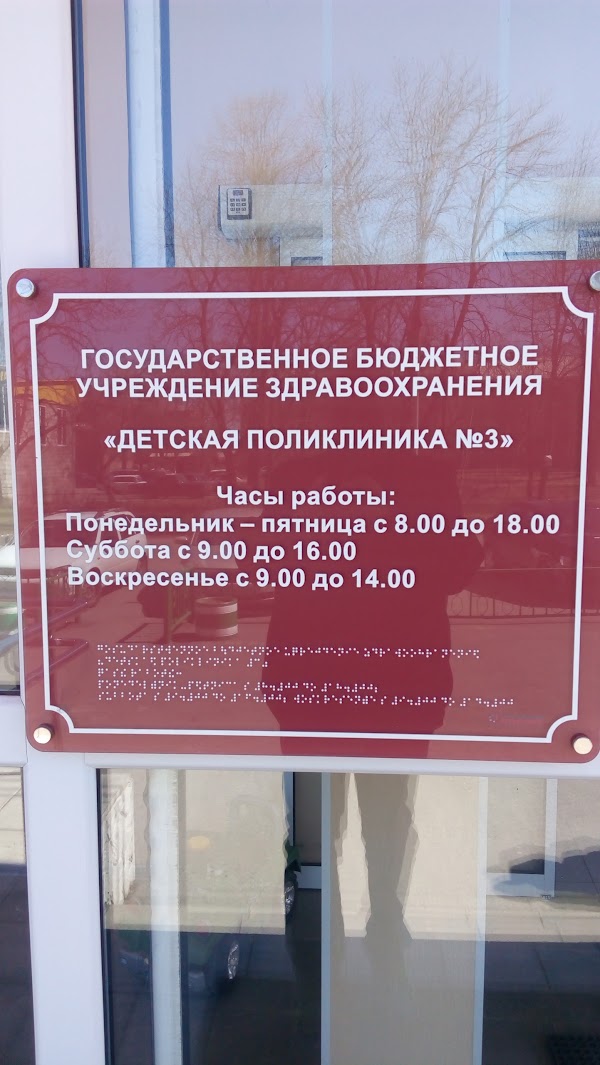 ГОСУДАРСТВЕННОЕ БЮДЖЕТНОЕ
УЧРЕЖДЕНИЕ ЗДРАВООХРАНЕНИЯ
«ДЕТСКАЯ ПОЛИКЛИНИКА №3»
Часы работы:
Понедельник – пятница с 8.00 до 18.00
Суббота с 9.00 до 16.00
Воскресенье с 9.00 до 14.00